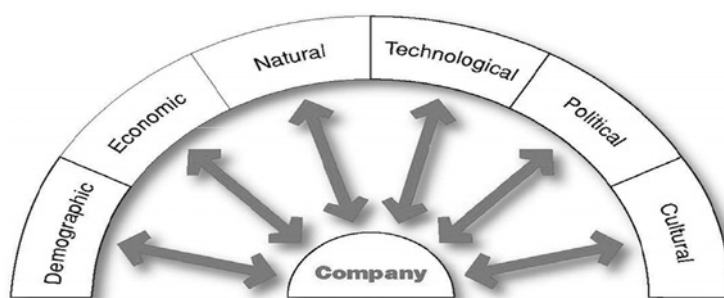 Demographic
Economic
Natural
Technological
Political
Cultural
Company